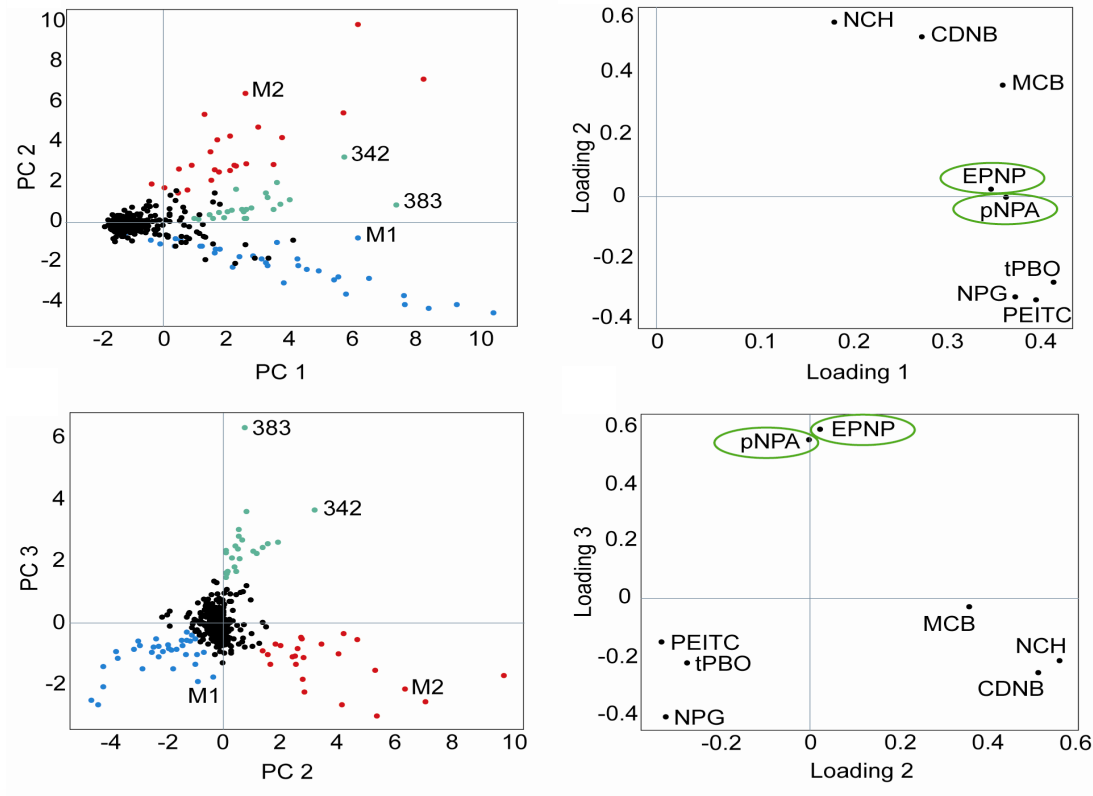 10
8
6
4
2
0
-2
-4
PC 2
M2
342
383
M1
-2 0 2 4 6 8 10
PC 1
0.6
0.4
0.2
0
-0.2
-0.4
Loading 2
NCH
CDNB
MCB
EPNP
pNPA
tPBO
NPG
PEITC
0 0.1 0.2 0.3 0.4
Loading 1
6
4
2
0
-2
PC 3
383
342
M1
M2
-4 -2 0 2 4 6 8 10
PC 2
0.6
0.4
0.2
0
-0.2
-0.4
Loading 3
pNPA
EPNP
MCB
PEITC
NCH
tPBO
CDNB
NPG
-0.2 0 0.2 0.4 0.6
Loading 2